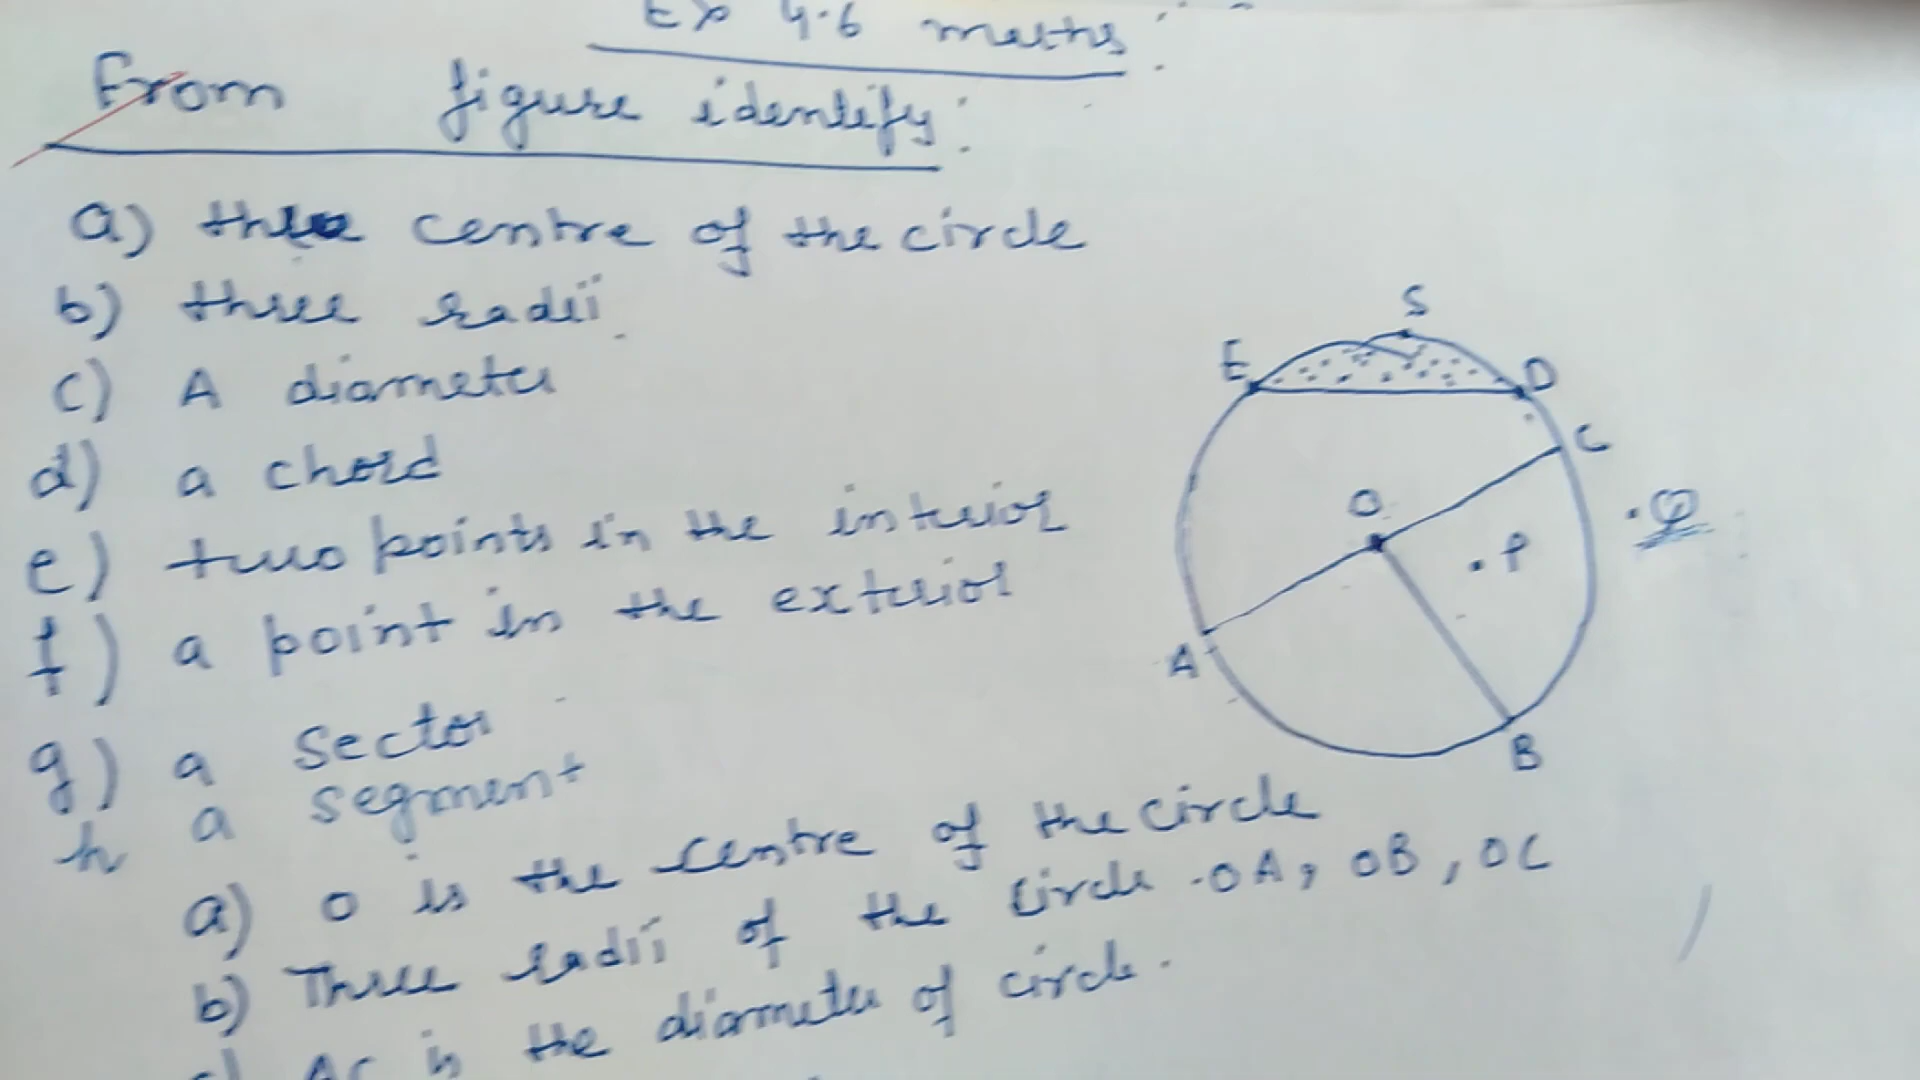 Ex 4.6 maths
From figure identify:
a) the centre of the circle
b) three radii
c) A diameter
d) a chord
e) two points in the interior
f) a point in the exterior
g) a sector
h a segment
S
E
D
C
O
Q
P
A
B
a) O is the centre of the circle
b) Three radii of the circle . OA, OB, OC
c) AC is the diameter of circle.